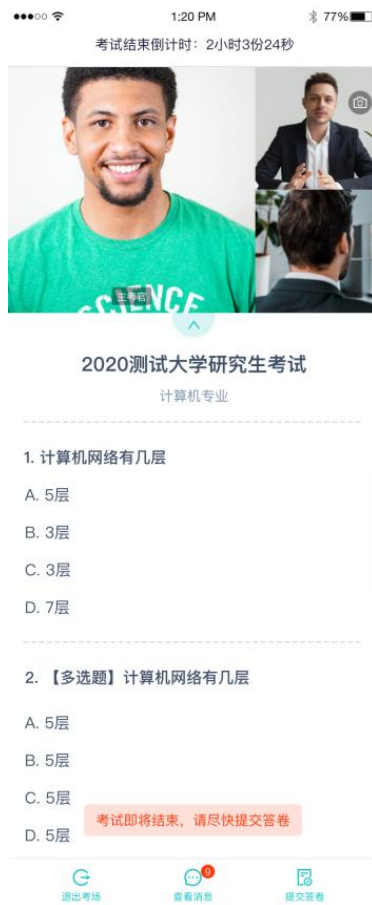 1:20 PM
77%
考试结束倒计时：2小时3份24秒
SCIENCE
主考官
2020测试大学研究生考试
计算机专业
1. 计算机网络有几层
A. 5层
B. 3层
C. 3层
D. 7层
2. 【多选题】计算机网络有几层
A. 5层
B. 5层
C. 5层
考试即将结束，请尽快提交答卷
D. 5层
9
退出考场
查看消息
提交答卷